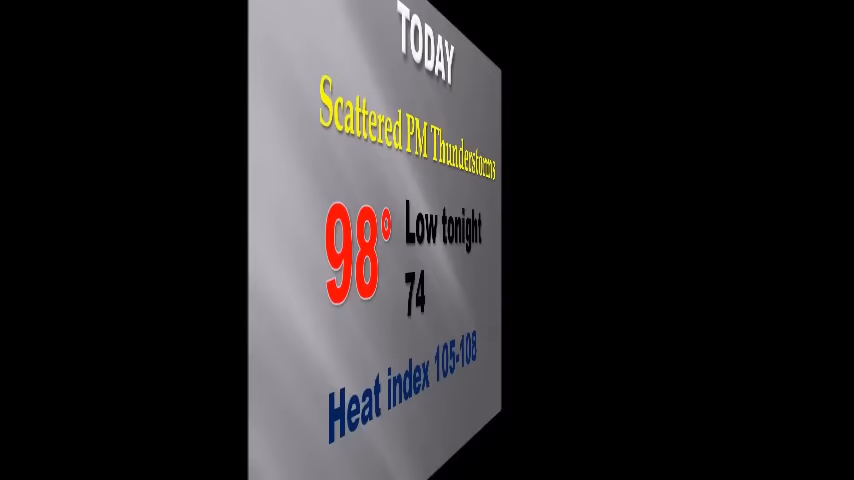 TODAY
Scattered PM Thunderstorms
98° Low tonight
74
Heat index 105-108